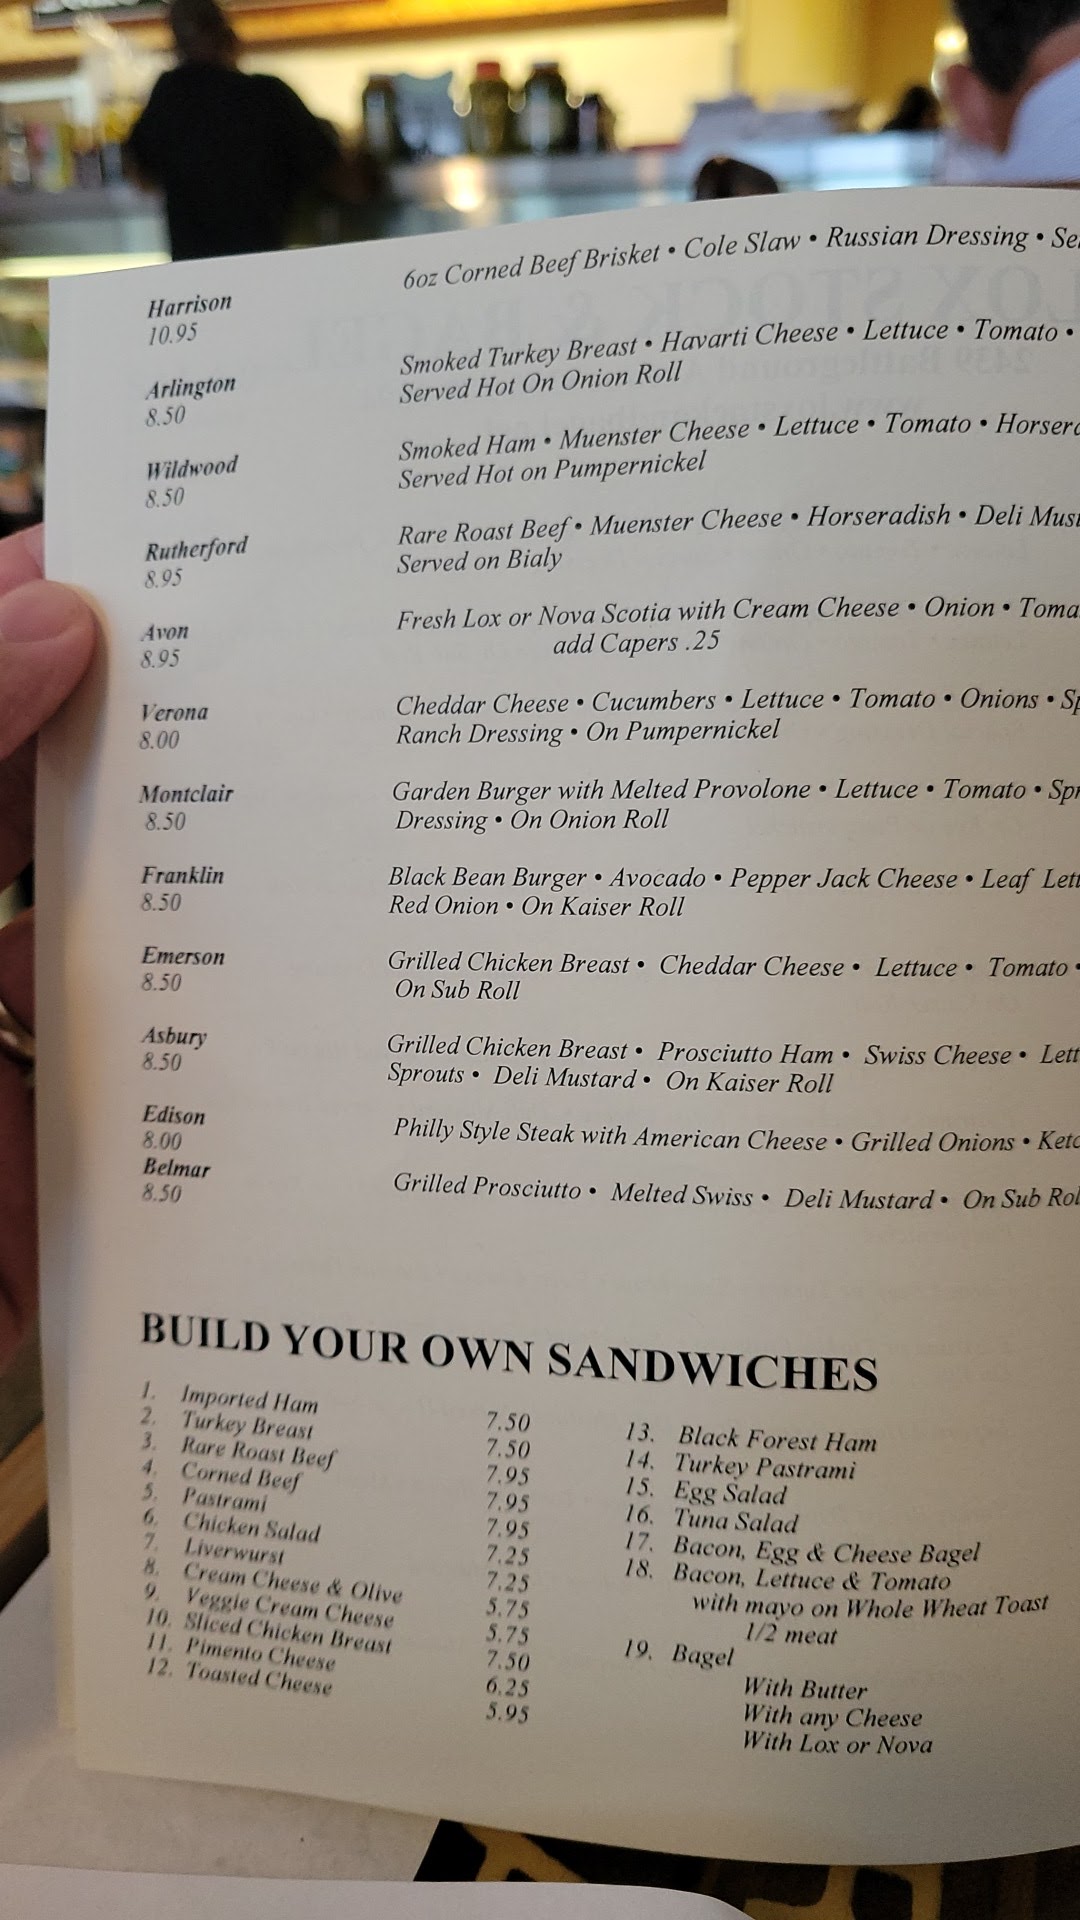 Harrison 6oz Corned Beef Brisket • Cole Slaw • Russian Dressing •
10.95
Arlington Smoked Turkey Breast • Havarti Cheese • Lettuce • Tomato •
8.50 Served Hot On Onion Roll
Wildwood Smoked Ham • Muenster Cheese • Lettuce • Tomato •
8.50 Served Hot on Pumpernickel
Rutherford Rare Roast Beef • Muenster Cheese • Horseradish • Deli
8.95 Served on Bialy
Avon Fresh Lox or Nova Scotia with Cream Cheese • Onion •
8.95 add Capers .25
Verona Cheddar Cheese • Cucumbers • Lettuce • Tomato • Onions •
8.00 Ranch Dressing • On Pumpernickel
Montclair Garden Burger with Melted Provolone • Lettuce • Tomato •
8.50 Dressing • On Onion Roll
Franklin Black Bean Burger • Avocado • Pepper Jack Cheese • Leaf
8.50 Red Onion • On Kaiser Roll
Emerson Grilled Chicken Breast • Cheddar Cheese • Lettuce • Tomato •
8.50 On Sub Roll
Asbury Grilled Chicken Breast • Prosciutto Ham • Swiss Cheese •
8.50 Sprouts • Deli Mustard • On Kaiser Roll
Edison Philly Style Steak with American Cheese • Grilled Onions •
8.00
Belmar Grilled Prosciutto • Melted Swiss • Deli Mustard • On Sub
8.50
BUILD YOUR OWN SANDWICHES
1. Imported Ham 7.50
2. Turkey Breast 7.50
3. Rare Roast Beef 7.95
4. Corned Beef 7.95
5. Pastrami 7.95
6. Chicken Salad 7.25
7. Liverwurst 7.25
8. Cream Cheese & Olive 5.75
9. Veggie Cream Cheese 5.75
10. Sliced Chicken Breast 7.50
11. Pimento Cheese 6.25
12. Toasted Cheese 5.95
13. Black Forest Ham
14. Turkey Pastrami
15. Egg Salad
16. Tuna Salad
17. Bacon, Egg & Cheese Bagel
18. Bacon, Lettuce & Tomato
with mayo on Whole Wheat Toast
1/2 meat
19. Bagel
With Butter
With any Cheese
With Lox or Nova